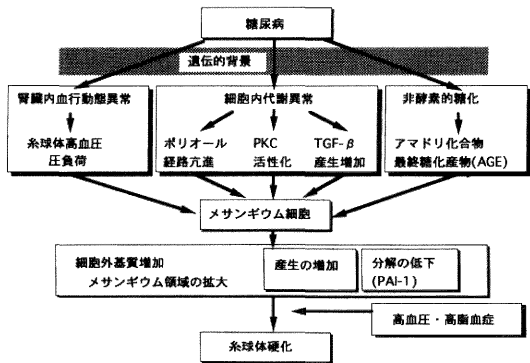 糖尿病
遺伝的背景
腎臓内血行動態異常
糸球体高血圧
圧負荷
細胞内代謝異常
ポリオール
経路亢進
PKC
活性化
TGF-β
産生増加
非酵素的糖化
アマドリ化合物
最終糖化産物(AGE)
メサンギウム細胞
細胞外基質増加
メサンギウム領域の拡大
産生の増加
分解の低下
(PAI-1)
高血圧・高脂血症
糸球体硬化